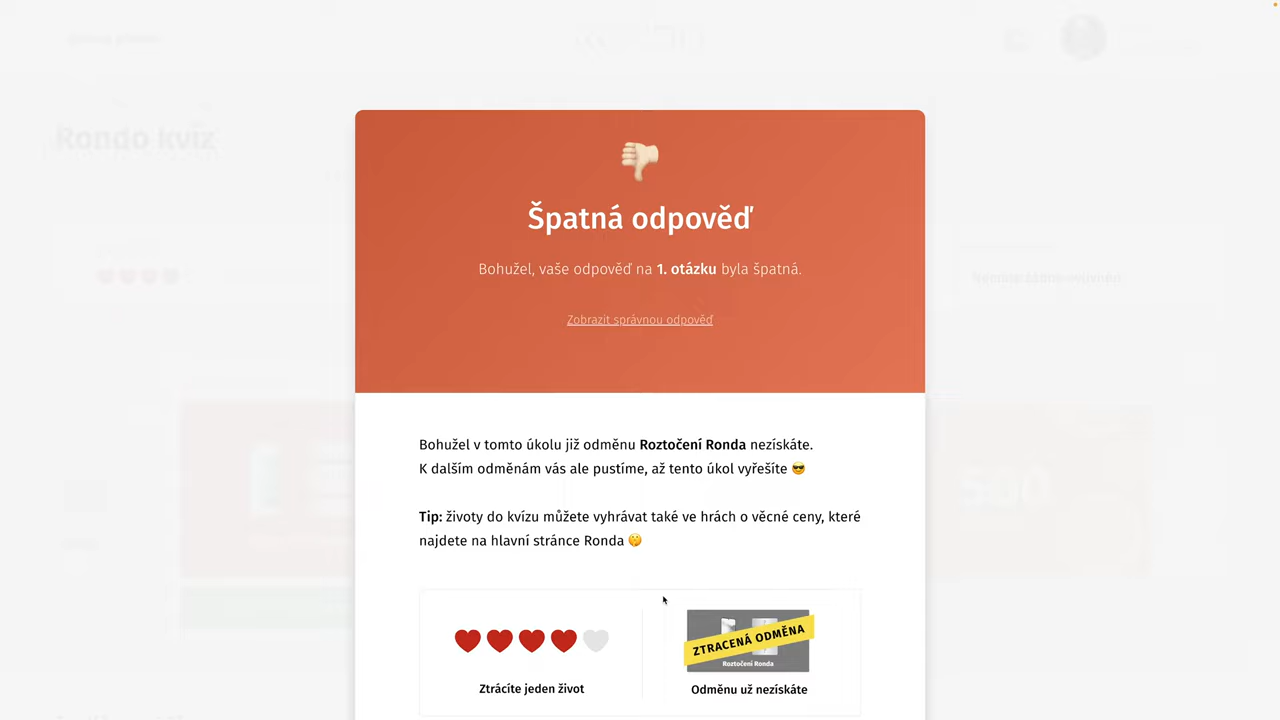 Rondo kvíz
Špatná odpověď
Bohužel, vaše odpověď na 1. otázku byla špatná.
Zobrazit správnou odpověď
Bohužel v tomto úkolu již odměnu Roztočení Ronda nezískáte.
K dalším odměnám vás ale pustíme, až tento úkol vyřešíte 😎
Tip: životy do kvízu můžete vyhrávat také ve hrách o věcné ceny, které
najdete na hlavní stránce Ronda 🤫
500
ZTRACENÁ ODMĚNA
Roztočení Ronda
Ztrácíte jeden život
Odměnu už nezískáte